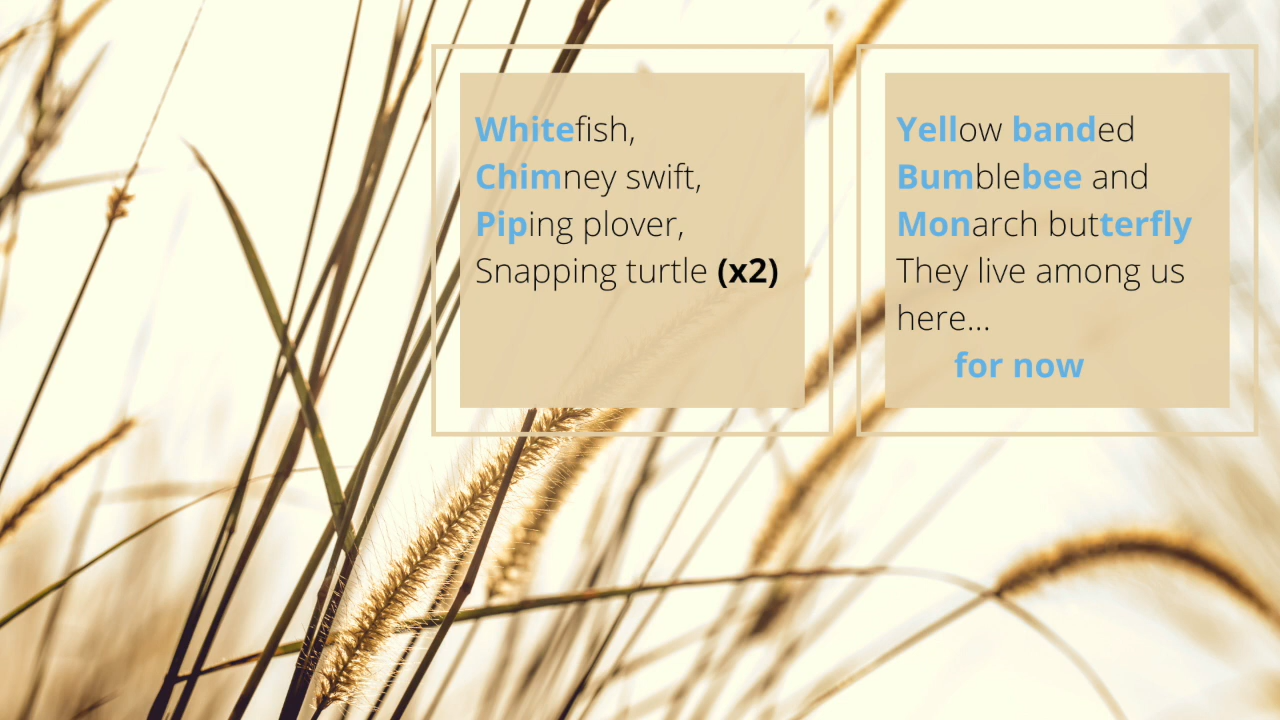 Whitefish,
Chimney swift,
Piping plover,
Snapping turtle (x2)
Yellow banded
Bumblebee and
Monarch butterfly
They live among us
here...
for now